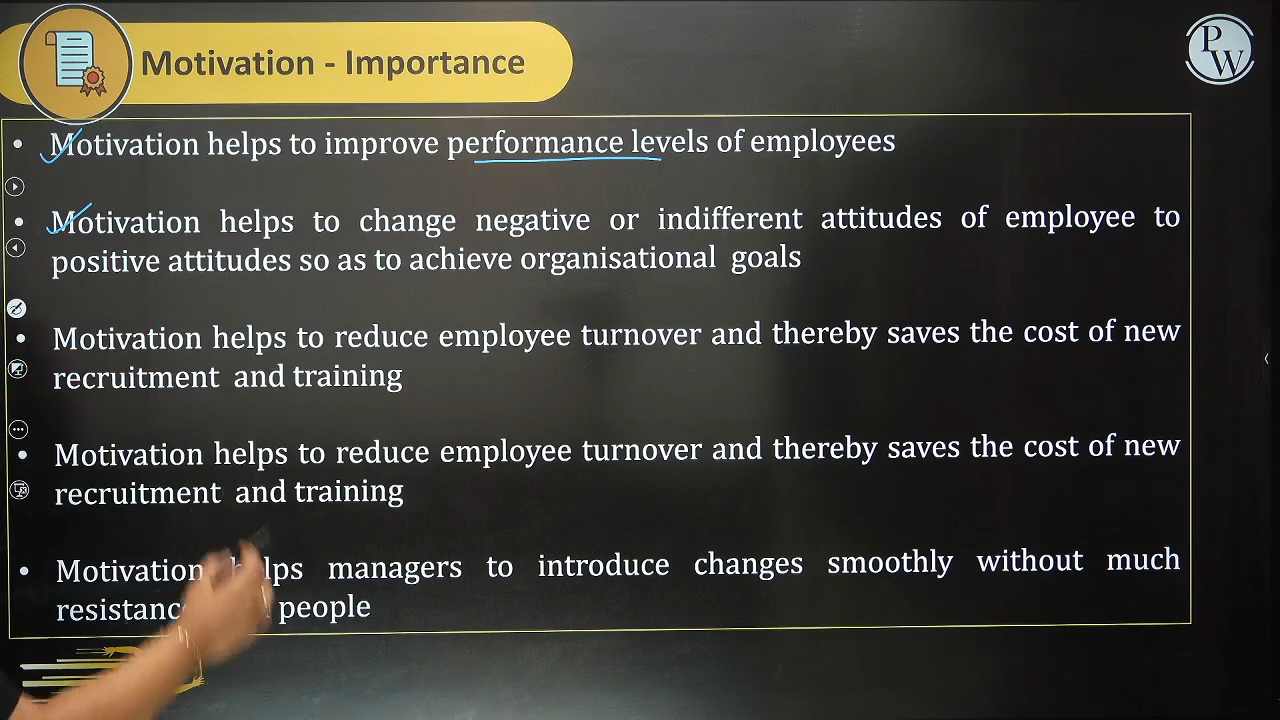 Motivation - Importance
PW
• Motivation helps to improve performance levels of employees
• Motivation helps to change negative or indifferent attitudes of employee to
positive attitudes so as to achieve organisational goals
• Motivation helps to reduce employee turnover and thereby saves the cost of new
recruitment and training
• Motivation helps to reduce employee turnover and thereby saves the cost of new
recruitment and training
• Motivation helps managers to introduce changes smoothly without much
people